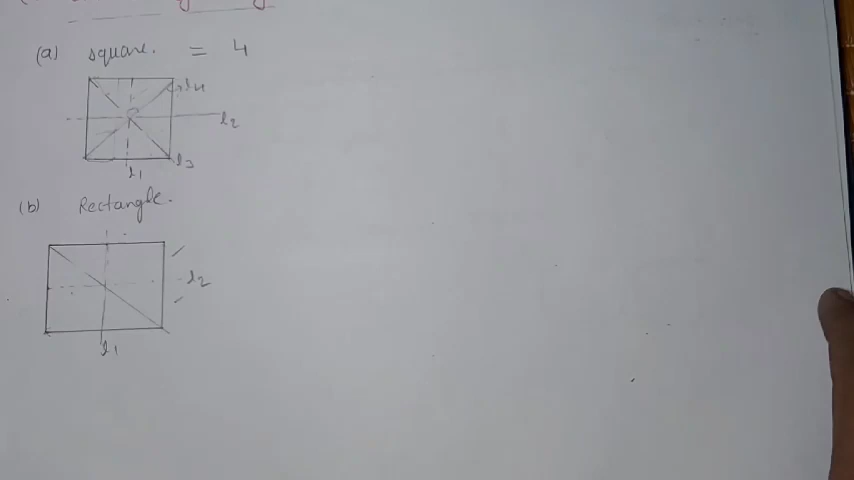 (a) square. = 4
l4
l2
l3
l1
(b) Rectangle.
l2
l1